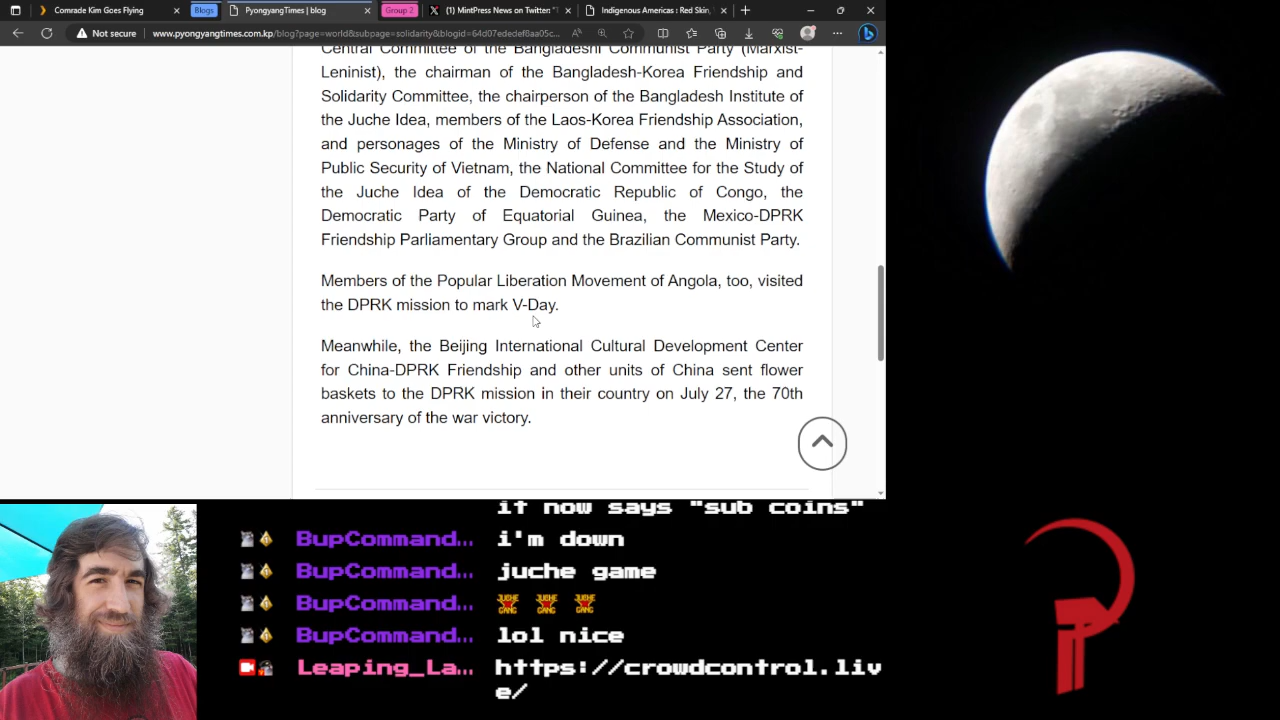 Comrade Kim Goes Flying
Blogs
PyongyangTimes | blog
Group 2
(1) MintPress News on Twitter: "
Indigenous Americas : Red Skin,
Not secure
www.pyongyangtimes.com.kp/blog?page=world&subpage=solidarity&blogid=64d07ededef8aa05c...
Central Committee of the Bangladeshi Communist Party (Marxist-
Leninist), the chairman of the Bangladesh-Korea Friendship and
Solidarity Committee, the chairperson of the Bangladesh Institute of
the Juche Idea, members of the Laos-Korea Friendship Association,
and personages of the Ministry of Defense and the Ministry of
Public Security of Vietnam, the National Committee for the Study of
the Juche Idea of the Democratic Republic of Congo, the
Democratic Party of Equatorial Guinea, the Mexico-DPRK
Friendship Parliamentary Group and the Brazilian Communist Party.
Members of the Popular Liberation Movement of Angola, too, visited
the DPRK mission to mark V-Day.
Meanwhile, the Beijing International Cultural Development Center
for China-DPRK Friendship and other units of China sent flower
baskets to the DPRK mission in their country on July 27, the 70th
anniversary of the war victory.
it now says "sub coins"
BupCommand... i'm down
BupCommand... juche game
BupCommand... JUCHE GANG JUCHE GANG JUCHE GANG
BupCommand... lol nice
Leaping_La... https://crowdcontrol.liv
e/